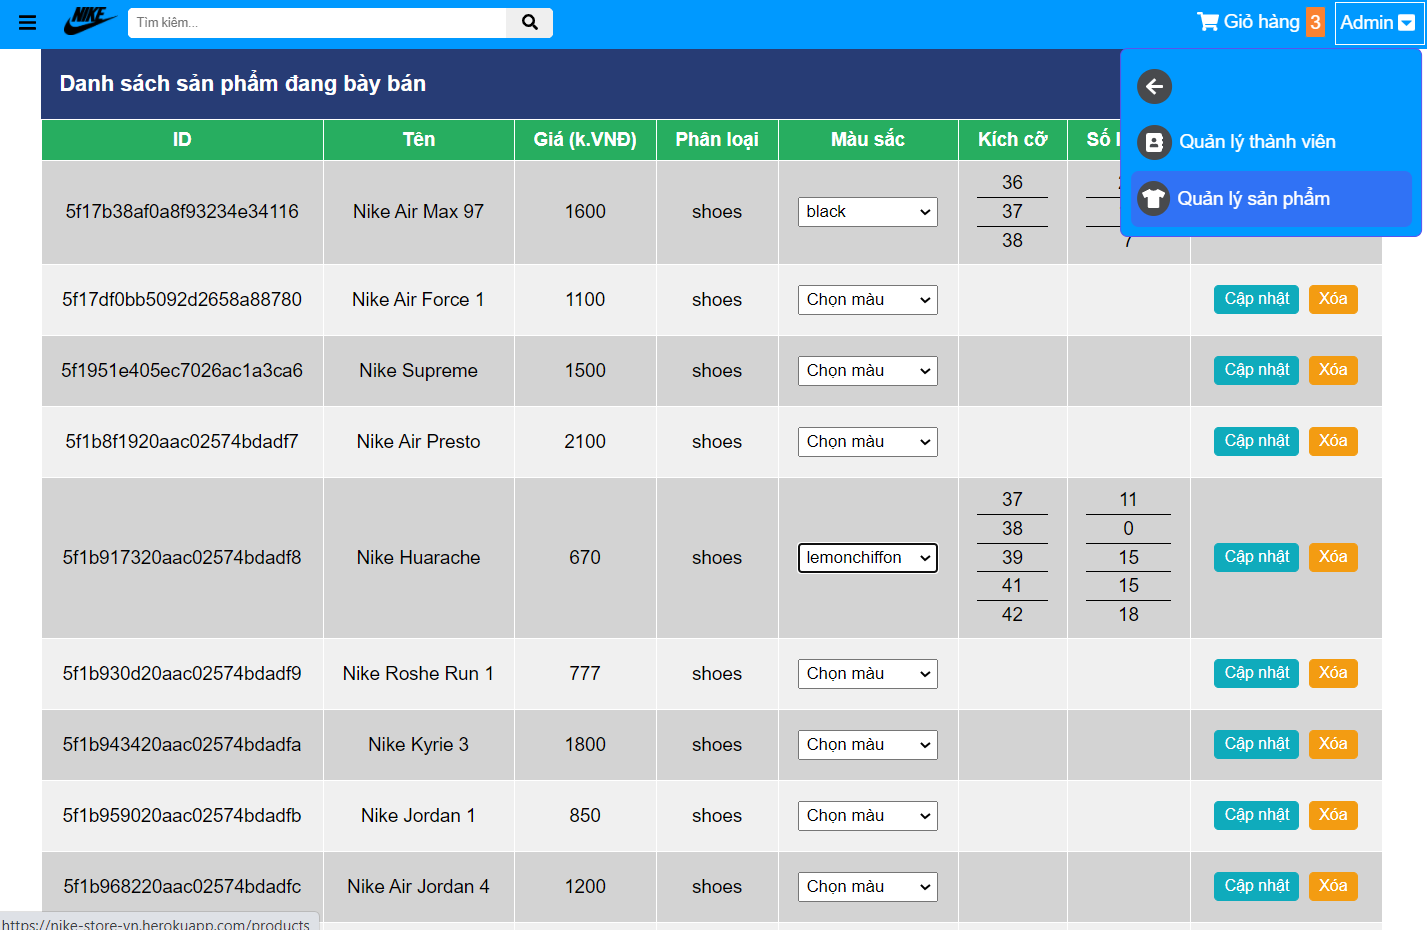 NIKE
Tìm kiếm...
Giỏ hàng 3
Admin
Danh sách sản phẩm đang bày bán
Quản lý thành viên
Quản lý sản phẩm
ID Tên Giá (k.VNĐ) Phân loại Màu sắc Kích cỡ Số
5f17b38af0a8f93234e34116 Nike Air Max 97 1600 shoes black
36
37
38 7
5f17df0bb5092d2658a88780 Nike Air Force 1 1100 shoes Chọn màu Cập nhật Xóa
5f1951e405ec7026ac1a3ca6 Nike Supreme 1500 shoes Chọn màu Cập nhật Xóa
5f1b8f1920aac02574bdadf7 Nike Air Presto 2100 shoes Chọn màu Cập nhật Xóa
5f1b917320aac02574bdadf8 Nike Huarache 670 shoes lemonchiffon Cập nhật Xóa
37 11
38 0
39 15
41 15
42 18
5f1b930d20aac02574bdadf9 Nike Roshe Run 1 777 shoes Chọn màu Cập nhật Xóa
5f1b943420aac02574bdadfa Nike Kyrie 3 1800 shoes Chọn màu Cập nhật Xóa
5f1b959020aac02574bdadfb Nike Jordan 1 850 shoes Chọn màu Cập nhật Xóa
5f1b968220aac02574bdadfc Nike Air Jordan 4 1200 shoes Chọn màu Cập nhật Xóa
https://nike-store-vn.herokuapp.com/products